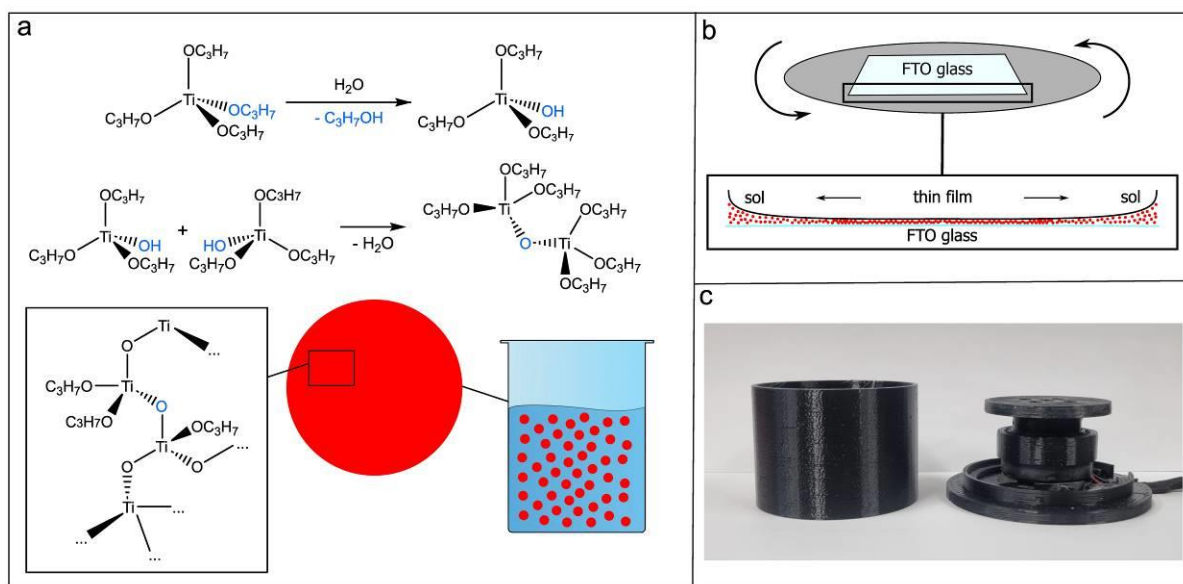 a
OC₃H₇
Ti
OC₃H₇
C₃H₇O
OC₃H₇
H₂O
- C₃H₇OH
OC₃H₇
Ti
OH
C₃H₇O
OC₃H₇
OC₃H₇
Ti
OH
C₃H₇O
OC₃H₇
+
OC3H7
Ti
HO
OC₃H₇
C₃H₇O
- H₂O
OC₃H₇
OC₃H₇
C₃H₇O
Ti
OC₃H₇
O
Ti
OC₃H₇
OC₃H₇
Ti
O
...
C₃H₇O
Ti
O
C3H7O
OC₃H₇
Ti
...
O
O
Ti
...
...
...
b
FTO glass
sol
thin film
sol
FTO glass
c